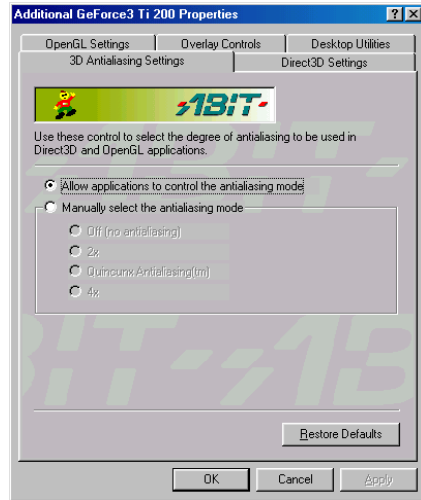 Additional GeForce3 Ti 200 Properties
OpenGL Settings
Overlay Controls
Desktop Utilities
3D Antialiasing Settings
Direct3D Settings
ABIT
Use these control to select the degree of antialiasing to be used in
Direct3D and OpenGL applications.
Allow applications to control the antialiasing mode
Manually select the antialiasing mode
Off (no antialiasing)
2x
Quincunx Antialiasing(tm)
4x
Restore Defaults
OK
Cancel
Apply